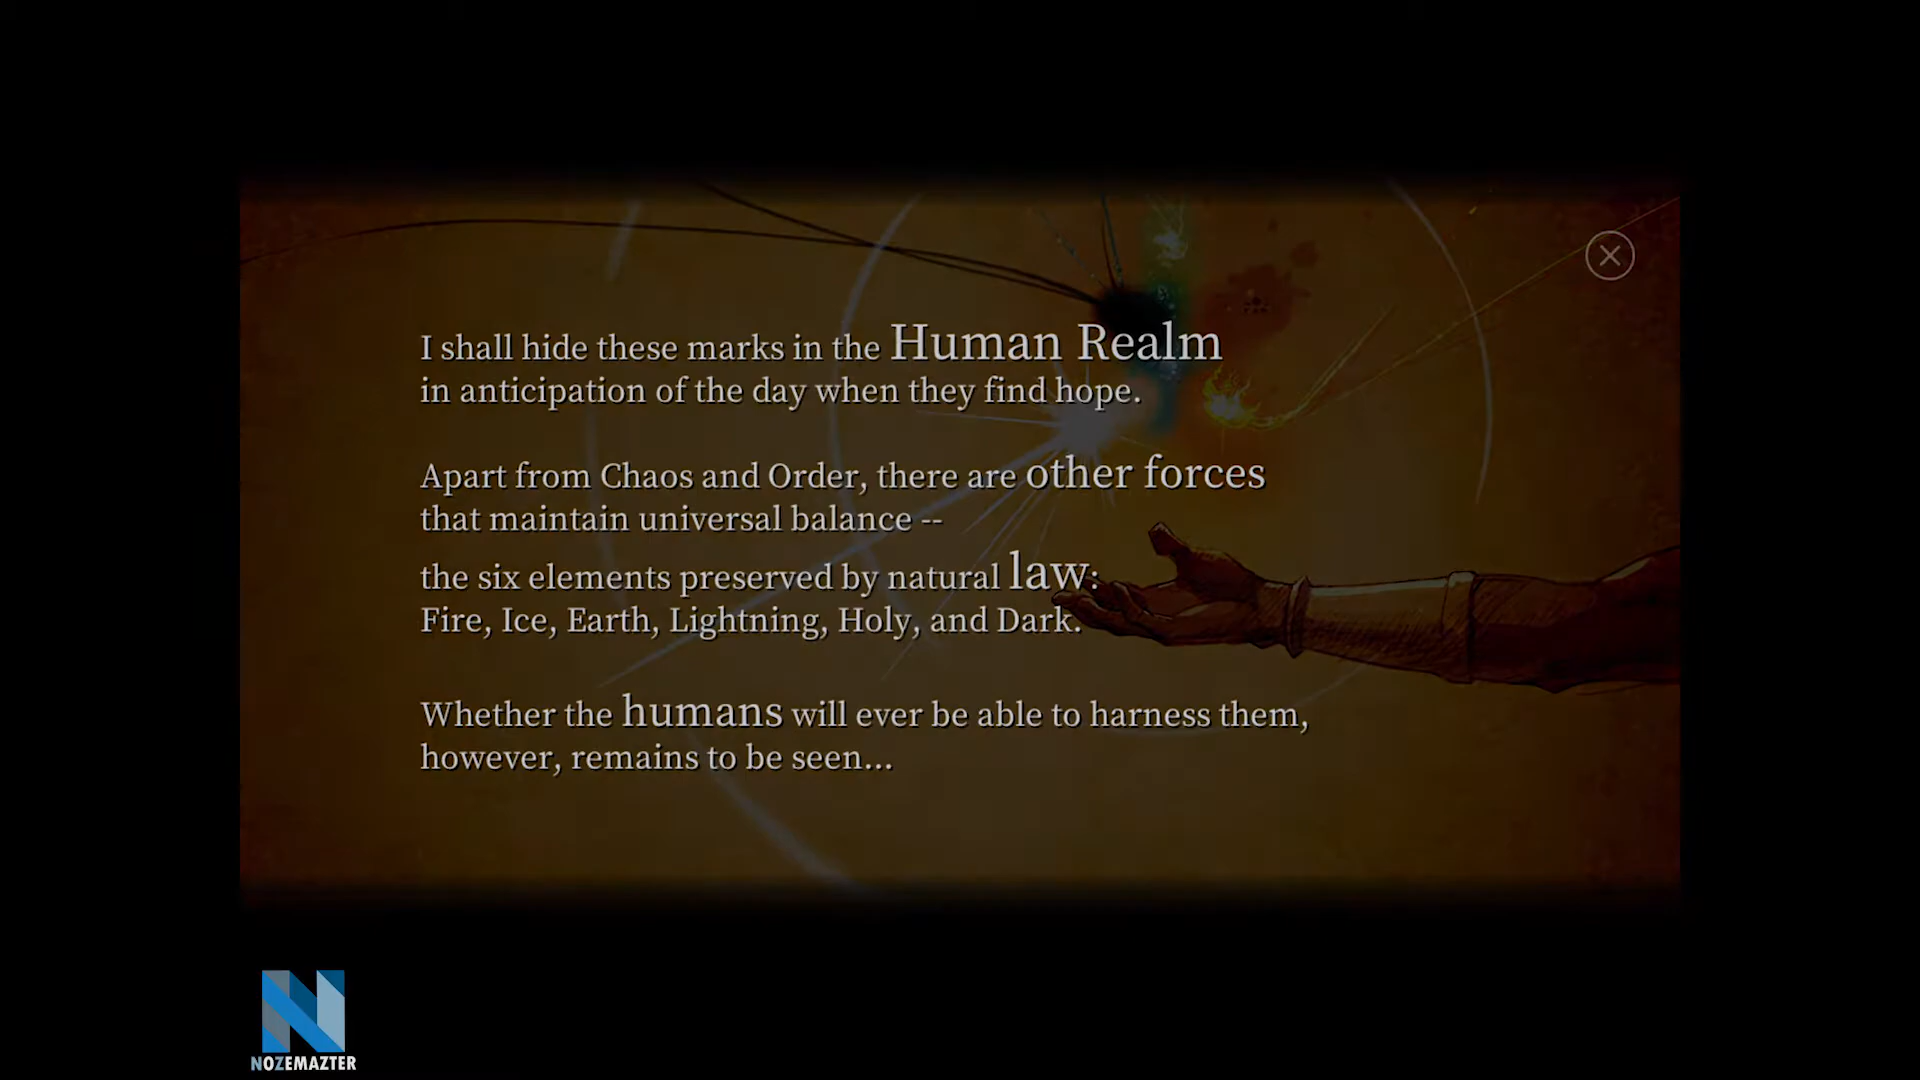 I shall hide these marks in the Human Realm
in anticipation of the day when they find hope.
Apart from Chaos and Order, there are other forces
that maintain universal balance --
the six elements preserved by natural law:
Fire, Ice, Earth, Lightning, Holy, and Dark.
Whether the humans will ever be able to harness them,
however, remains to be seen...
NOZEMAZTER